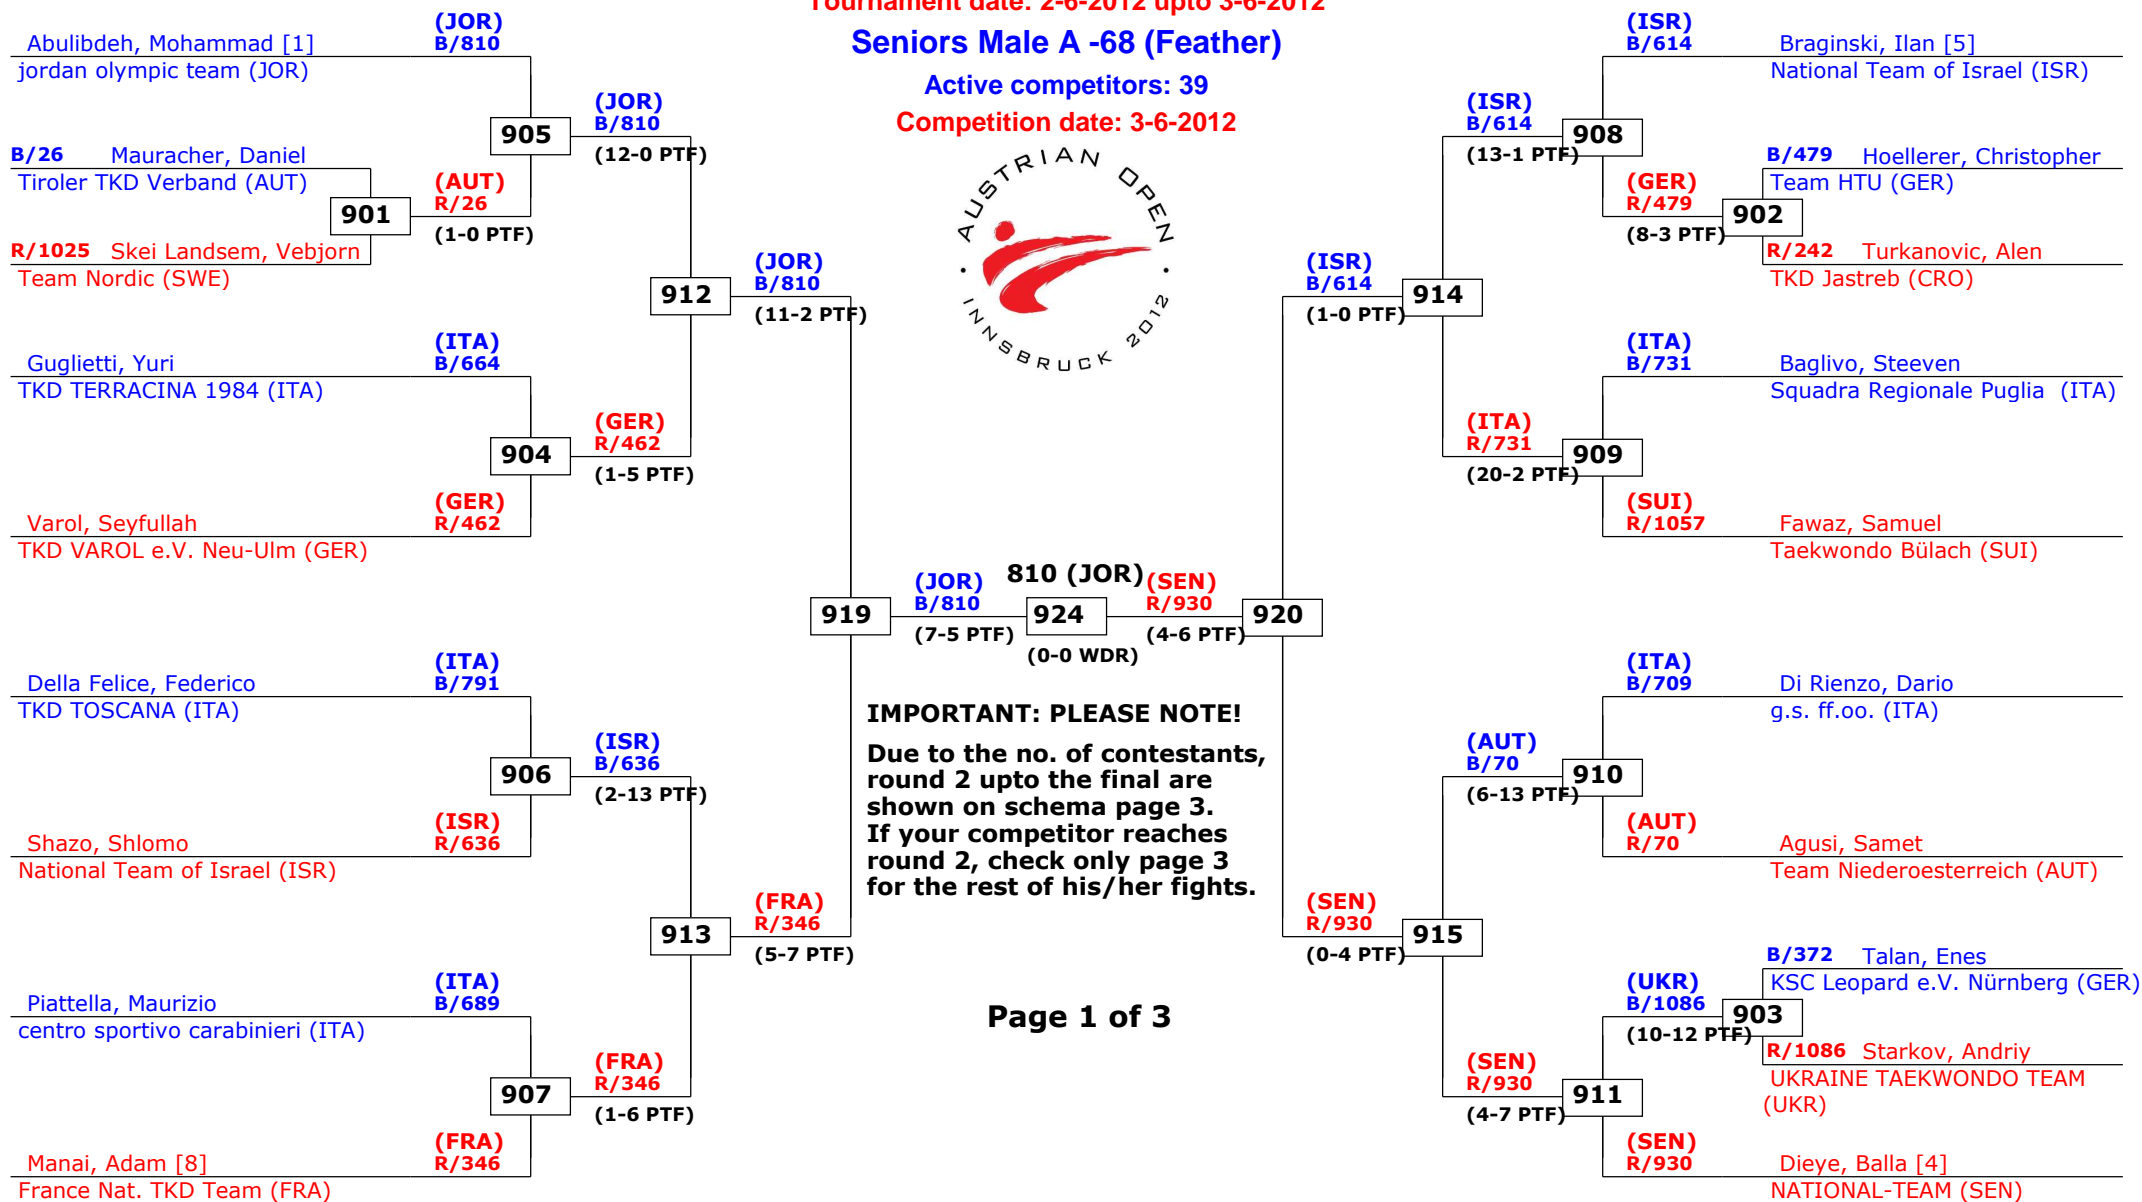 Tournament date: 2-6-2012 upto 3-6-2012
Seniors Male A -68 (Feather)
Active competitors: 39
Competition date: 3-6-2012
AUSTRIAN OPEN
· INNSBRUCK 2012 ·
Abulibdeh, Mohammad [1]
jordan olympic team (JOR)
(JOR)
B/810
B/26 Mauracher, Daniel
Tiroler TKD Verband (AUT)
901
R/1025 Skei Landsem, Vebjorn
Team Nordic (SWE)
(AUT)
R/26
(1-0 PTF)
905
(JOR)
B/810
(12-0 PTF)
Guglietti, Yuri
TKD TERRACINA 1984 (ITA)
(ITA)
B/664
904
Varol, Seyfullah
TKD VAROL e.V. Neu-Ulm (GER)
(GER)
R/462
(GER)
R/462
(1-5 PTF)
912
(JOR)
B/810
(11-2 PTF)
Della Felice, Federico
TKD TOSCANA (ITA)
(ITA)
B/791
906
Shazo, Shlomo
National Team of Israel (ISR)
(ISR)
R/636
(ISR)
B/636
(2-13 PTF)
Piattella, Maurizio
centro sportivo carabinieri (ITA)
(ITA)
B/689
907
Manai, Adam [8]
France Nat. TKD Team (FRA)
(FRA)
R/346
(FRA)
R/346
(1-6 PTF)
913
(FRA)
R/346
(5-7 PTF)
919
(JOR)
B/810
(7-5 PTF)
810 (JOR)
924
(0-0 WDR)
(SEN)
R/930
(4-6 PTF)
920
IMPORTANT: PLEASE NOTE!
Due to the no. of contestants,
round 2 upto the final are
shown on schema page 3.
If your competitor reaches
round 2, check only page 3
for the rest of his/her fights.
Page 1 of 3
(ISR)
B/614
Braginski, Ilan [5]
National Team of Israel (ISR)
(ISR)
B/614
(13-1 PTF)
908
B/479 Hoellerer, Christopher
Team HTU (GER)
(GER)
R/479
(8-3 PTF)
902
R/242 Turkanovic, Alen
TKD Jastreb (CRO)
(ISR)
B/614
(1-0 PTF)
914
(ITA)
B/731
Baglivo, Steeven
Squadra Regionale Puglia (ITA)
(ITA)
R/731
(20-2 PTF)
909
(SUI)
R/1057
Fawaz, Samuel
Taekwondo Bülach (SUI)
(ITA)
B/709
Di Rienzo, Dario
g.s. ff.oo. (ITA)
(AUT)
B/70
(6-13 PTF)
910
(AUT)
R/70
Agusi, Samet
Team Niederoesterreich (AUT)
(SEN)
R/930
(0-4 PTF)
915
B/372 Talan, Enes
KSC Leopard e.V. Nürnberg (GER)
(UKR)
B/1086
(10-12 PTF)
903
R/1086 Starkov, Andriy
UKRAINE TAEKWONDO TEAM
(UKR)
(SEN)
R/930
(4-7 PTF)
911
(SEN)
R/930
Dieye, Balla [4]
NATIONAL-TEAM (SEN)